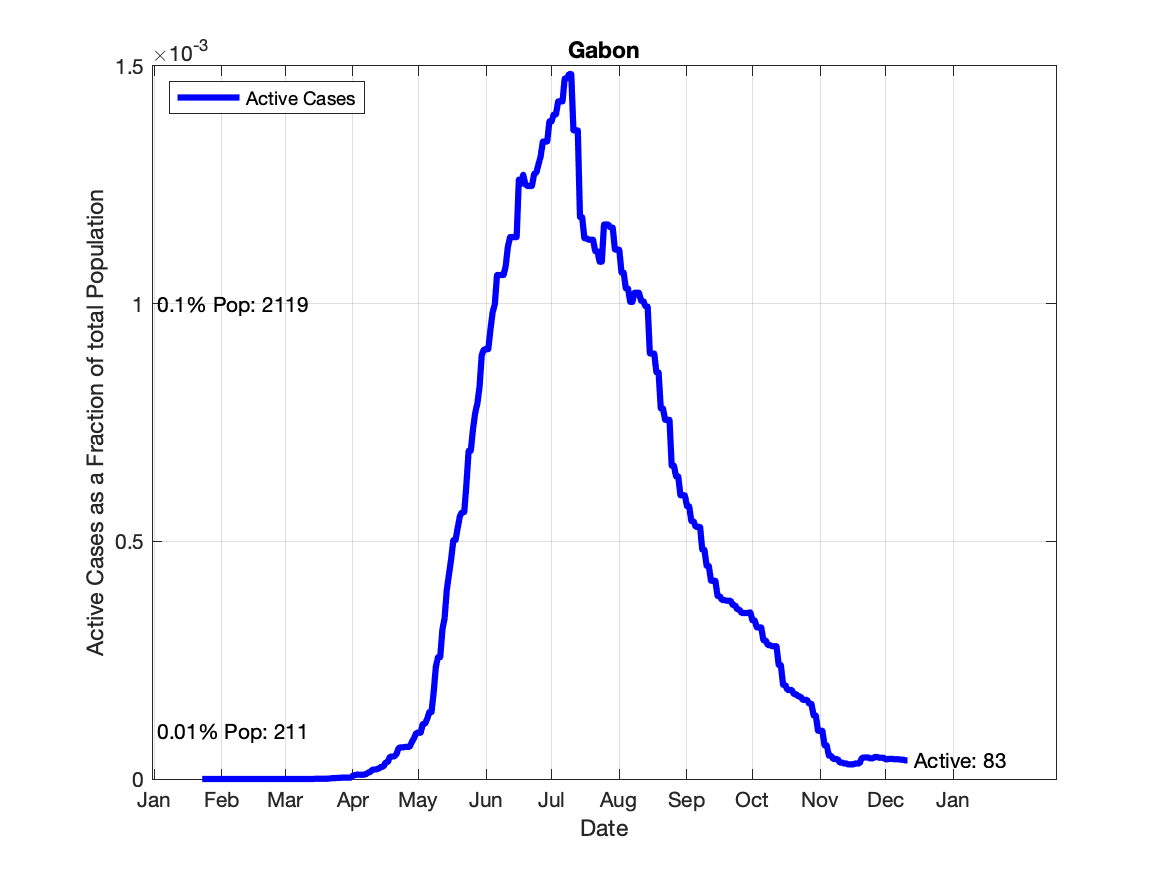 Gabon
×10-3
1.5
Active Cases
1
0.1% Pop: 2119
0.5
0.01% Pop: 211
0
Active: 83
Jan Feb Mar Apr May Jun Jul Aug Sep Oct Nov Dec Jan
Date
Active Cases as a Fraction of total Population